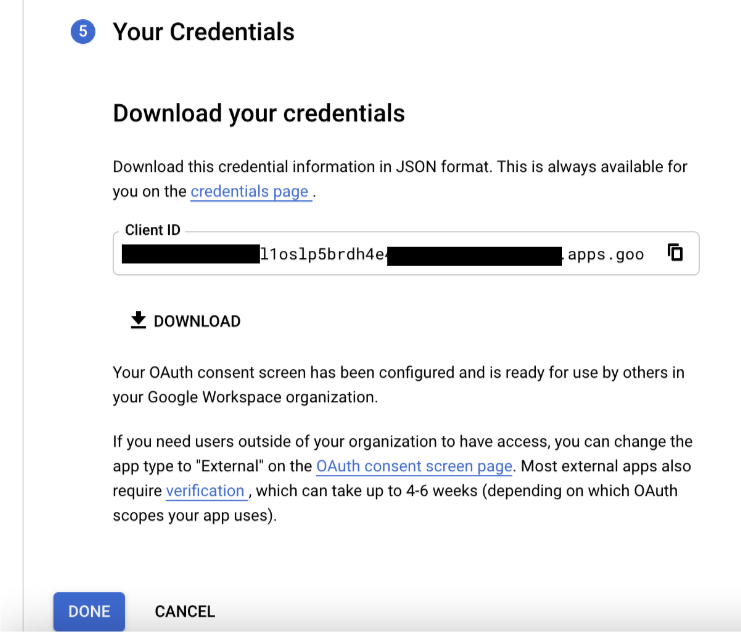 5 Your Credentials
Download your credentials
Download this credential information in JSON format. This is always available for
you on the credentials page .
Client ID
l1oslp5brdh4e .apps.goo
DOWNLOAD
Your OAuth consent screen has been configured and is ready for use by others in
your Google Workspace organization.
If you need users outside of your organization to have access, you can change the
app type to "External" on the OAuth consent screen page. Most external apps also
require verification , which can take up to 4-6 weeks (depending on which OAuth
scopes your app uses).
DONE CANCEL